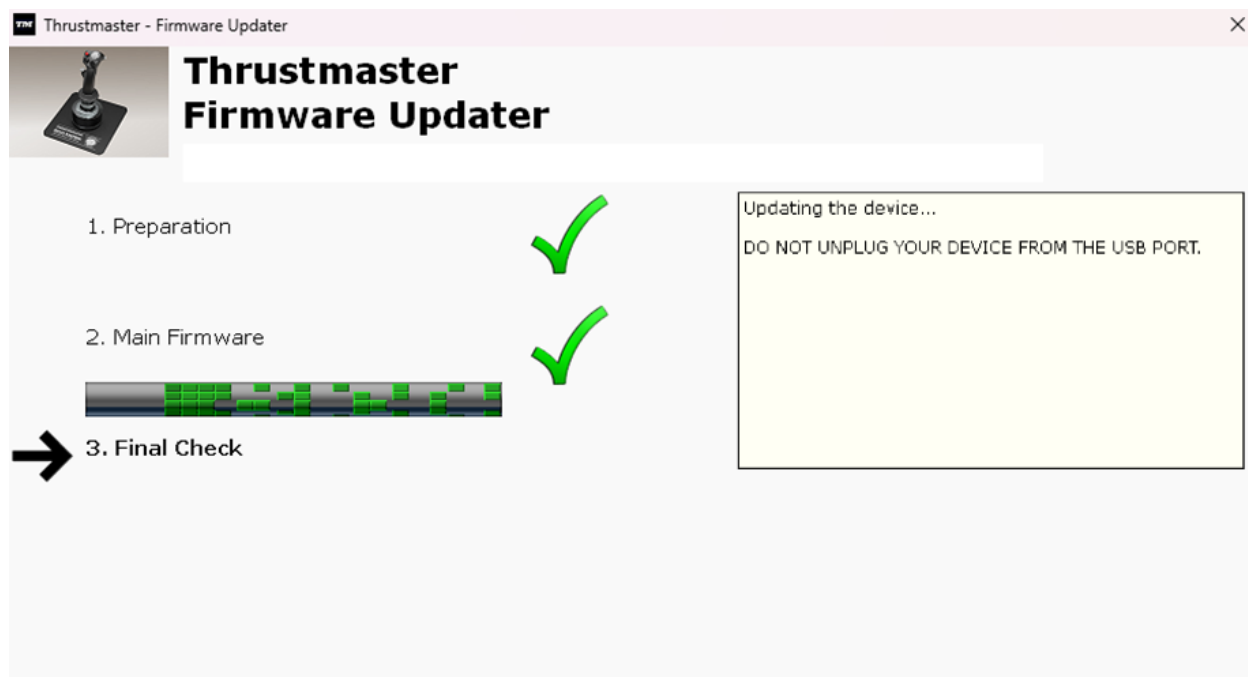 TM Thrustmaster - Firmware Updater
Thrustmaster
Firmware Updater
1. Preparation
2. Main Firmware
3. Final Check
Updating the device...
DO NOT UNPLUG YOUR DEVICE FROM THE USB PORT.